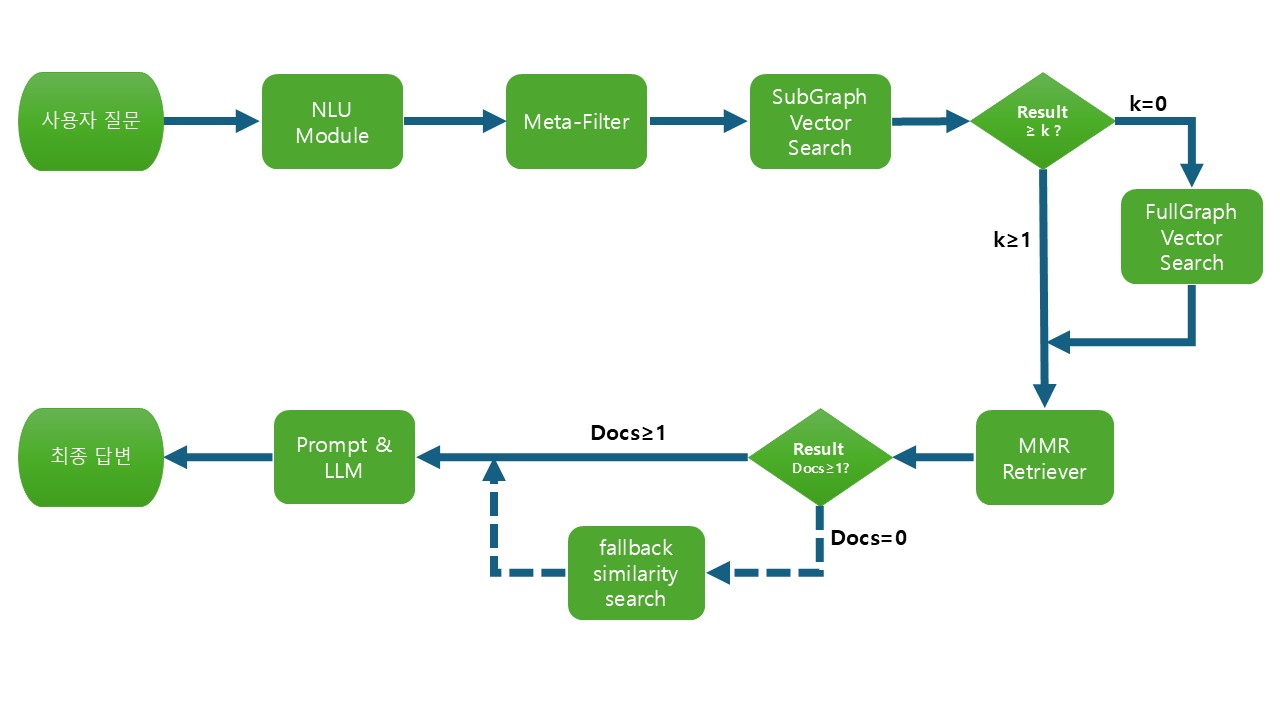 사용자 질문
NLU
Module
Meta-Filter
SubGraph
Vector
Search
Result
≥ k ?
k=0
k≥1
FullGraph
Vector
Search
MMR
Retriever
Result
Docs≥1?
Docs≥1
Docs=0
fallback
similarity
search
Prompt &
LLM
최종 답변